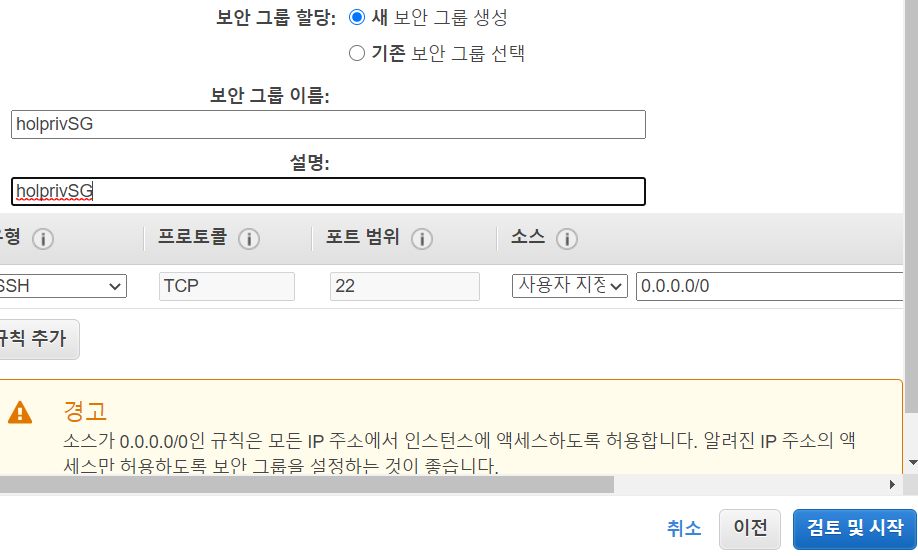 보안 그룹 할당: 새 보안 그룹 생성
기존 보안 그룹 선택
보안 그룹 이름:
holprivSG
설명:
holprivSG
형 프로토콜 포트 범위 소스
SSH TCP 22 사용자 지정 0.0.0.0/0
규칙 추가
경고
소스가 0.0.0.0/0인 규칙은 모든 IP 주소에서 인스턴스에 액세스하도록 허용합니다. 알려진 IP 주소의 액
세스만 허용하도록 보안 그룹을 설정하는 것이 좋습니다.
취소 이전 검토 및 시작